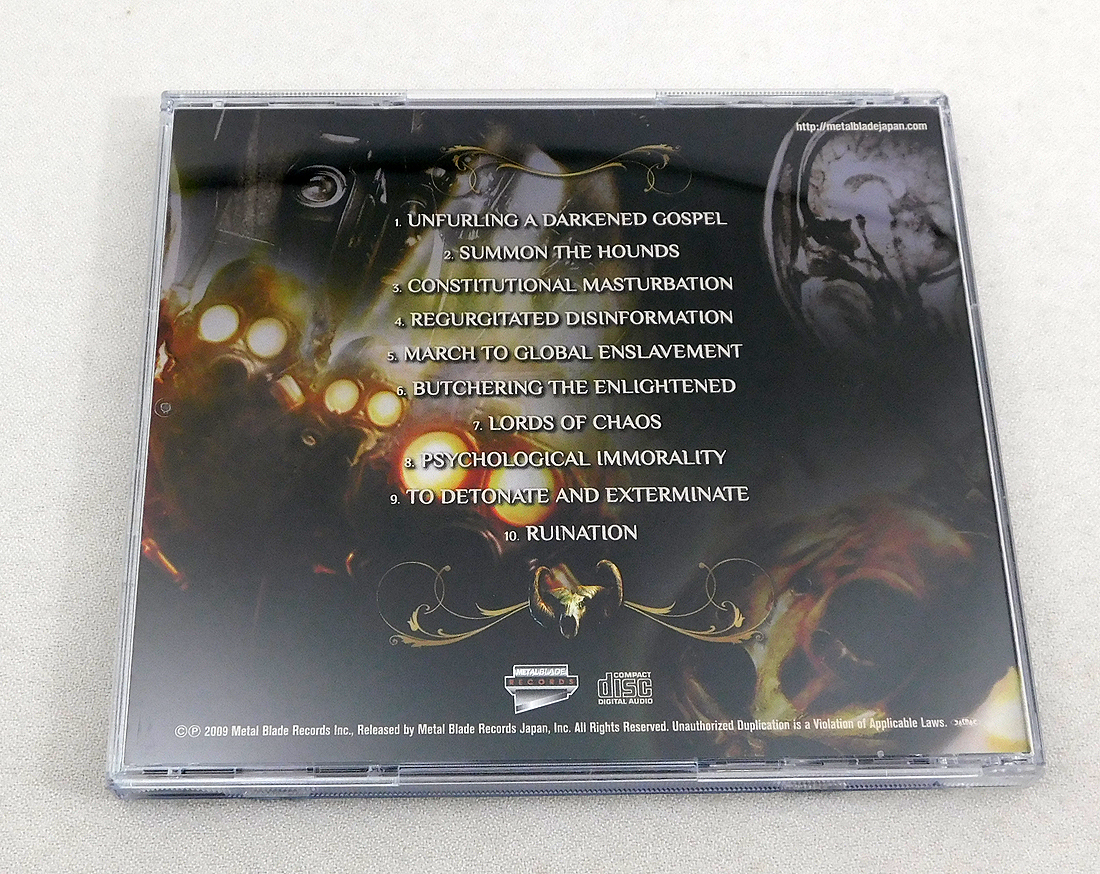 http://metalbladejapan.com
1. UNFURLING A DARKENED GOSPEL
2. SUMMON THE HOUNDS
3. CONSTITUTIONAL MASTURBATION
4. REGURGITATED DISINFORMATION
5. MARCH TO GLOBAL ENSLAVEMENT
6. BUTCHERING THE ENLIGHTENED
7. LORDS OF CHAOS
8. PSYCHOLOGICAL IMMORALITY
9. TO DETONATE AND EXTERMINATE
10. RUINATION
METALBLADE
RECORDS
COMPACT
disc
DIGITAL AUDIO
©℗ 2009 Metal Blade Records Inc., Released by Metal Blade Records Japan, Inc. All Rights Reserved. Unauthorized Duplication is a Violation of Applicable Laws.